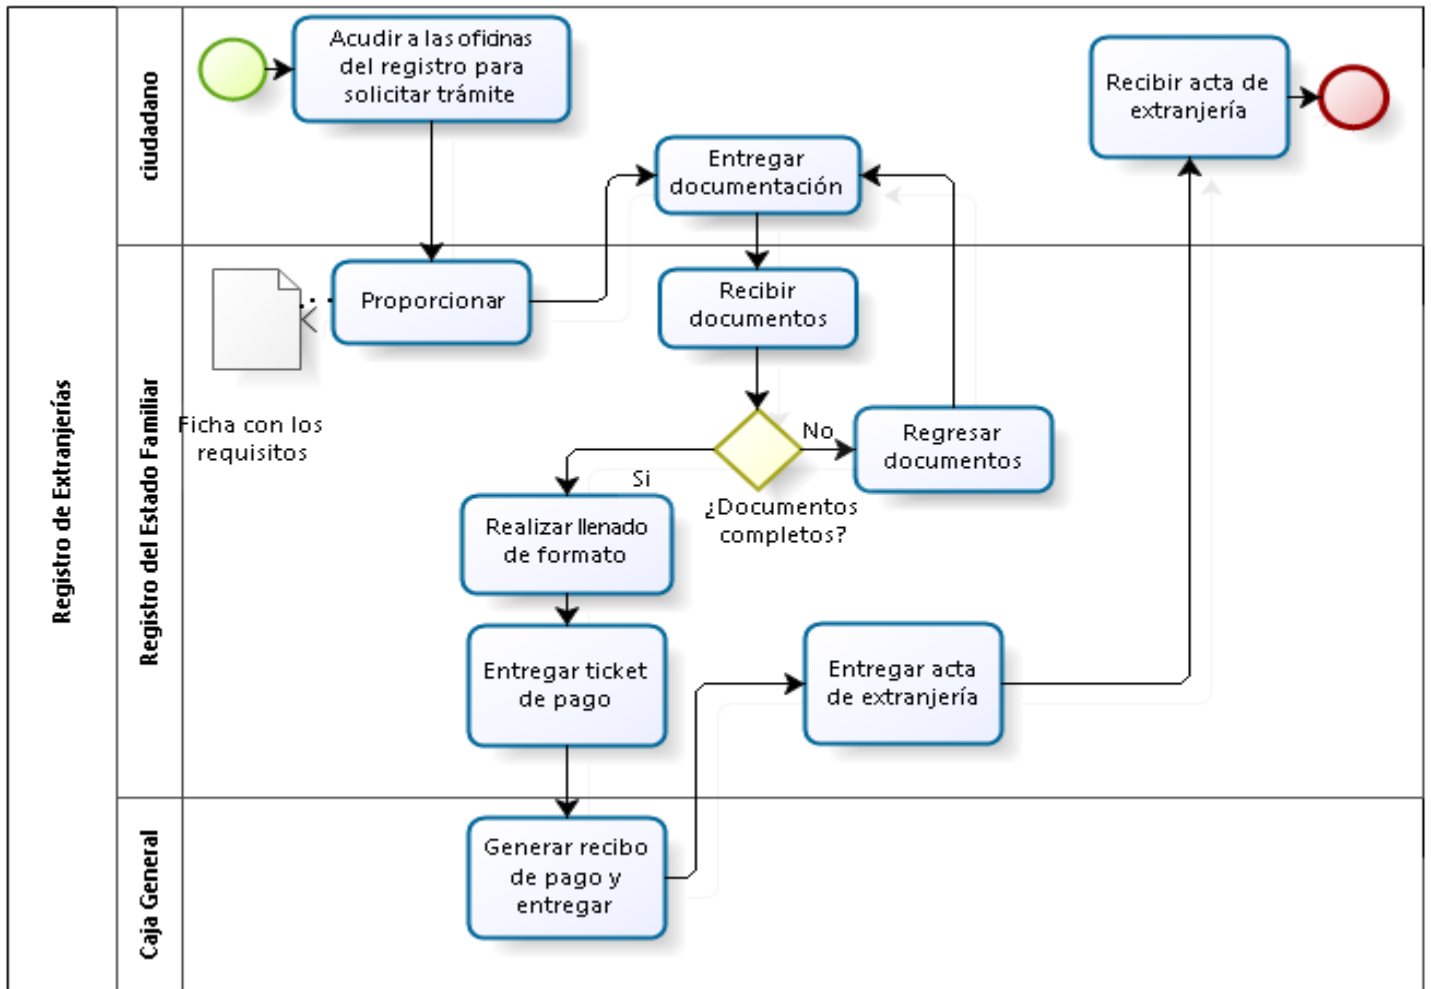 Registro de Extranjerías
ciudadano
Acudir a las oficinas
del registro para
solicitar trámite
Entregar
documentación
Recibir acta de
extranjería
Registro del Estado Familiar
Ficha con los
requisitos
Proporcionar
Recibir
documentos
No
Regresar
documentos
Si
¿Documentos
completos?
Realizar llenado
de formato
Entregar ticket
de pago
Entregar acta
de extranjería
Caja General
Generar recibo
de pago y
entregar